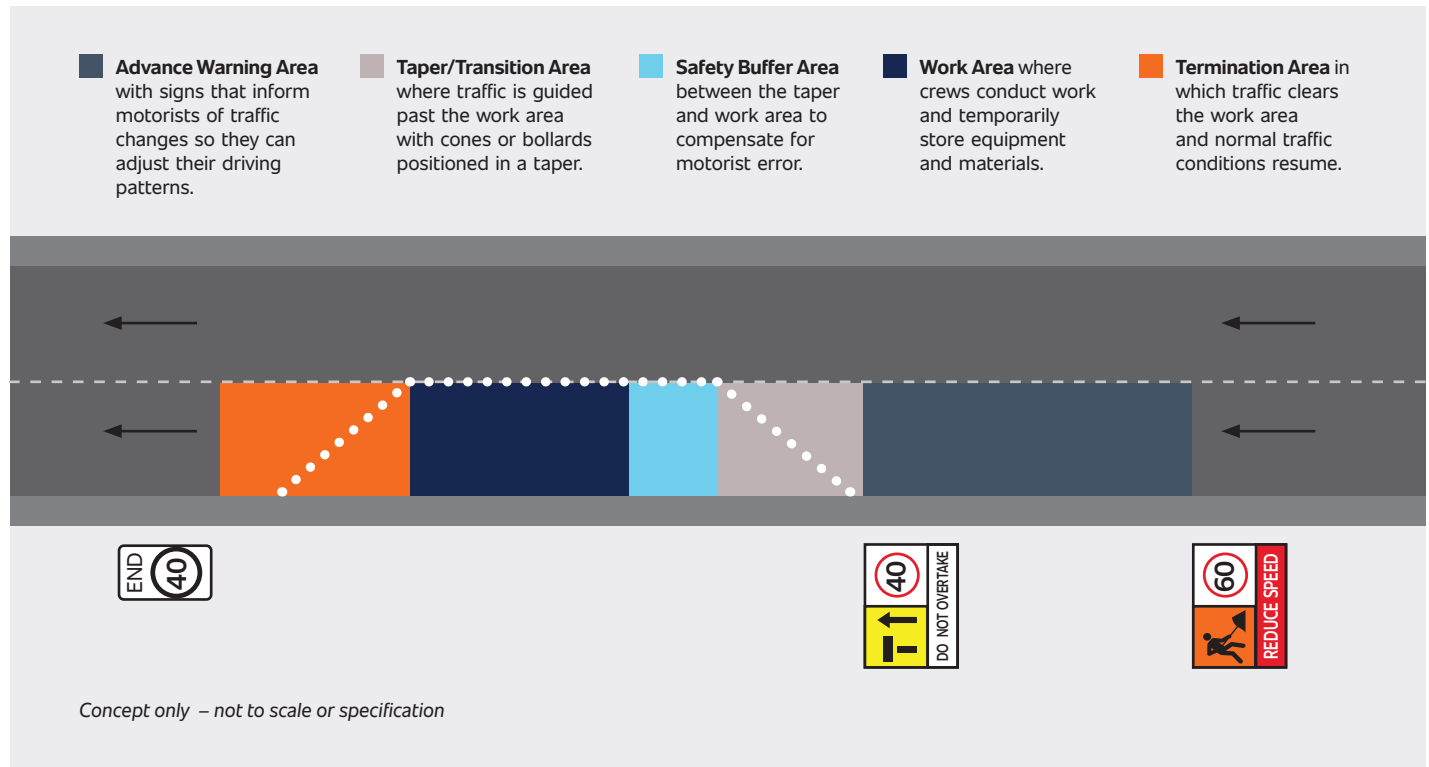 Advance Warning Area
with signs that inform
motorists of traffic
changes so they can
adjust their driving
patterns.
Taper/Transition Area
where traffic is guided
past the work area
with cones or bollards
positioned in a taper.
Safety Buffer Area
between the taper
and work area to
compensate for
motorist error.
Work Area where
crews conduct work
and temporarily
store equipment
and materials.
Termination Area in
which traffic clears
the work area
and normal traffic
conditions resume.
END
40
40
DO NOT OVERTAKE
60
REDUCE SPEED
Concept only – not to scale or specification